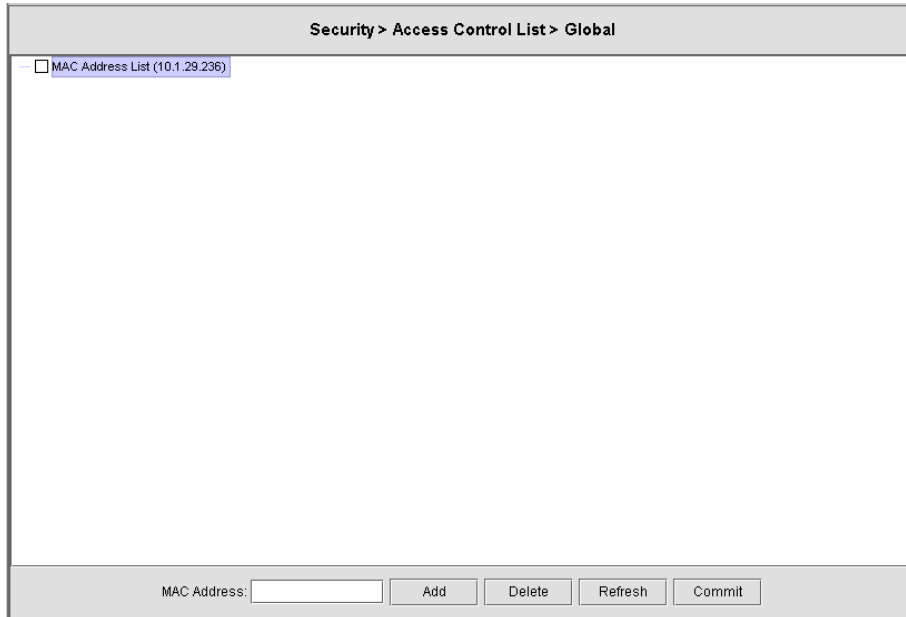 Security > Access Control List > Global
MAC Address List (10.1.29.236)
MAC Address: Add Delete Refresh Commit